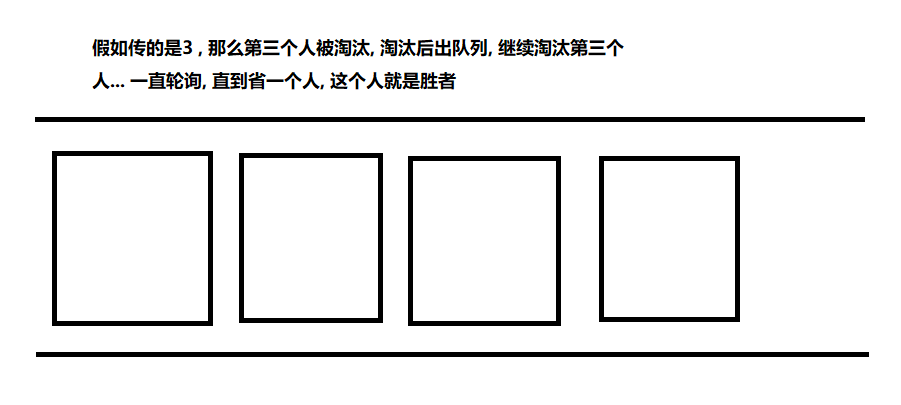 假如传的是3 , 那么第三个人被淘汰, 淘汰后出队列, 继续淘汰第三个
人... 一直轮询, 直到省一个人, 这个人就是胜者